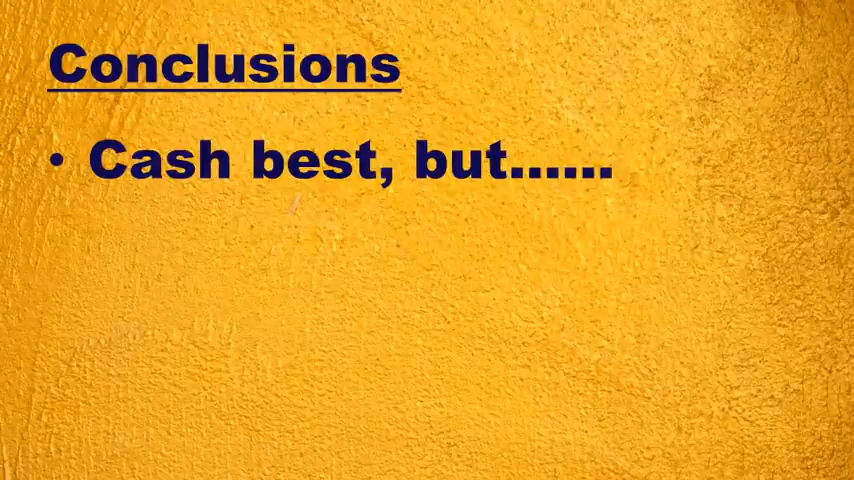 Conclusions
• Cash best, but......